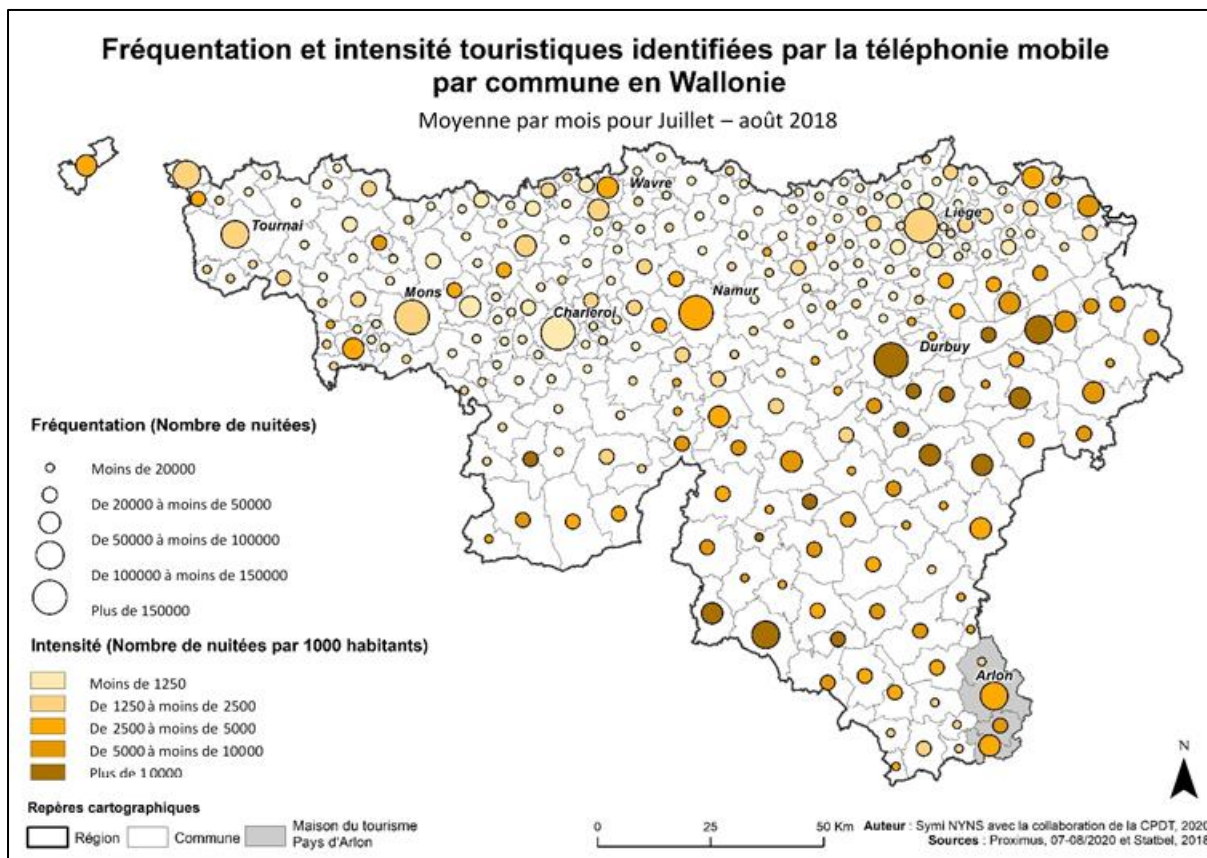 Fréquentation et intensité touristiques identifiées par la téléphonie mobile
par commune en Wallonie
Moyenne par mois pour Juillet – août 2018
Wavre
Tournai
Liège
Mons
Charleroi
Namur
Durbuy
Arlon
Fréquentation (Nombre de nuitées)
Moins de 20000
De 20000 à moins de 50000
De 50000 à moins de 100000
De 100000 à moins de 150000
Plus de 150000
Intensité (Nombre de nuitées par 1000 habitants)
Moins de 1250
De 1250 à moins de 2500
De 2500 à moins de 5000
De 5000 à moins de 10000
Plus de 10000
N
Repères cartographiques
Région
Commune
Maison du tourisme
Pays d'Arlon
0 25 50 Km
Auteur : Symi NYNS avec la collaboration de la CPDT, 2020
Sources : Proximus, 07-08/2020 et Statbel, 2018